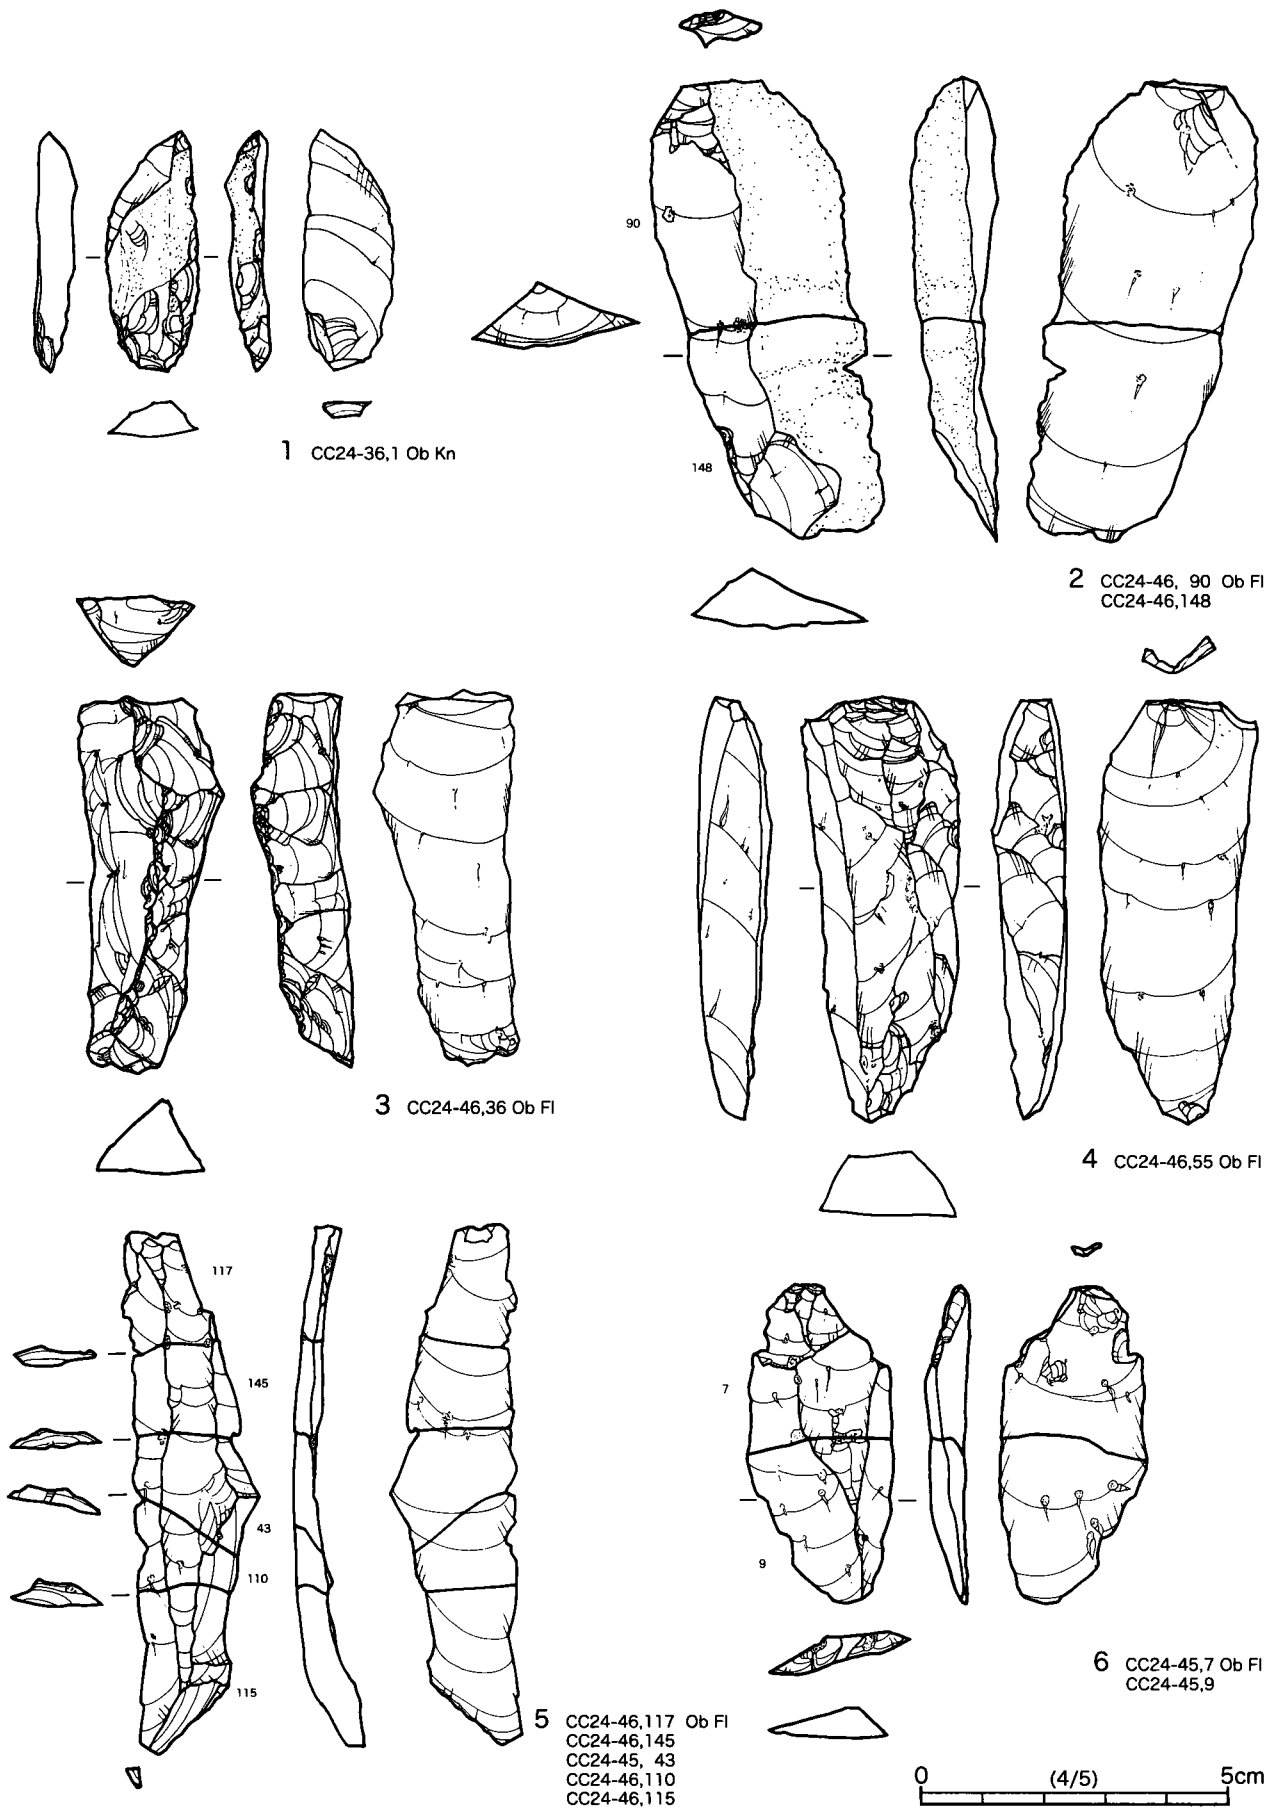 90
148
1 CC24-36,1 Ob Kn
2 CC24-46, 90 Ob Fl
CC24-46,148
3 CC24-46,36 Ob Fl
4 CC24-46,55 Ob Fl
117
145
43
110
115
5 CC24-46,117 Ob Fl
CC24-46,145
CC24-45, 43
CC24-46,110
CC24-46,115
7
9
6 CC24-45,7 Ob Fl
CC24-45,9
0 (4/5) 5cm